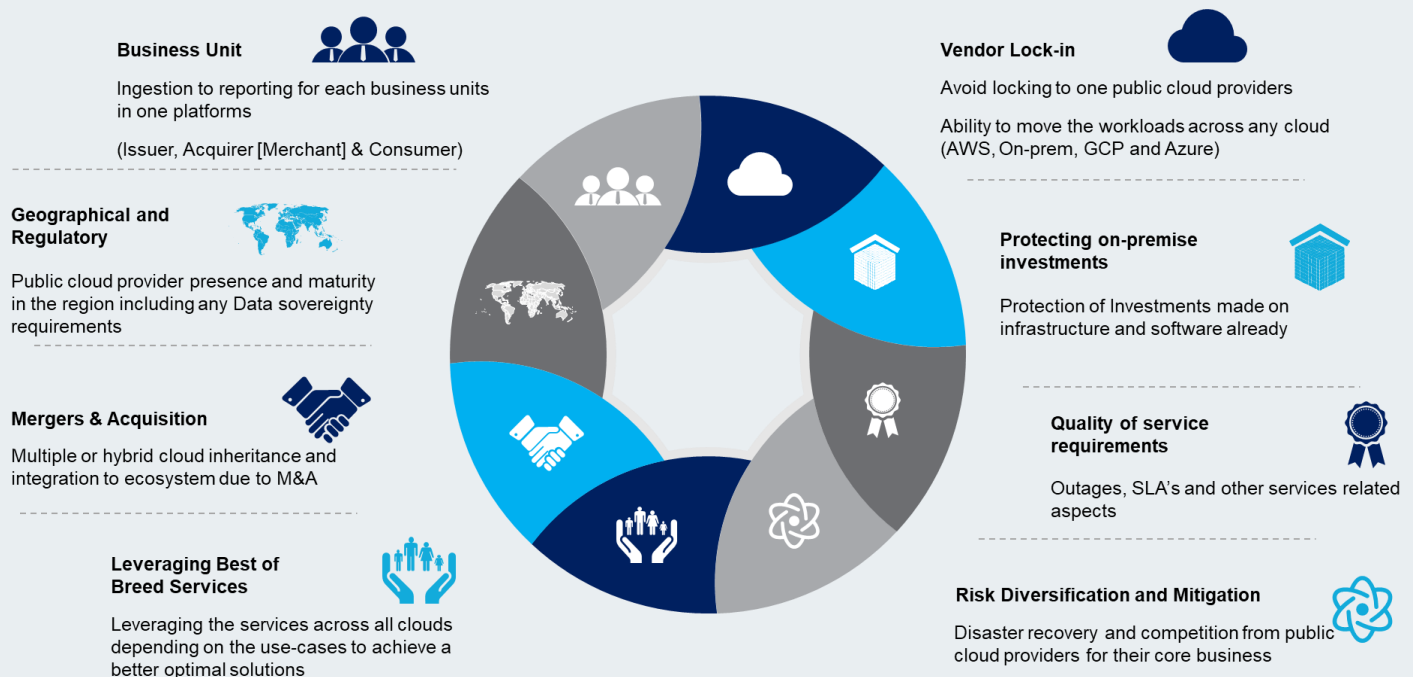 Business Unit
Ingestion to reporting for each business units
in one platforms
(Issuer, Acquirer [Merchant] & Consumer)
Geographical and
Regulatory
Public cloud provider presence and maturity
in the region including any Data sovereignty
requirements
Mergers & Acquisition
Multiple or hybrid cloud inheritance and
integration to ecosystem due to M&A
Leveraging Best of
Breed Services
Leveraging the services across all clouds
depending on the use-cases to achieve a
better optimal solutions
Vendor Lock-in
Avoid locking to one public cloud providers
Ability to move the workloads across any cloud
(AWS, On-prem, GCP and Azure)
Protecting on-premise
investments
Protection of Investments made on
infrastructure and software already
Quality of service
requirements
Outages, SLA's and other services related
aspects
Risk Diversification and Mitigation
Disaster recovery and competition from public
cloud providers for their core business